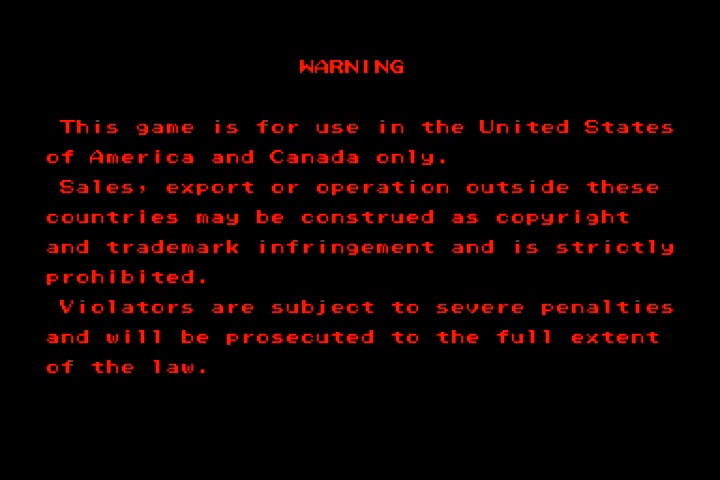 WARNING
This game is for use in the United States
of America and Canada only.
Sales, export or operation outside these
countries may be construed as copyright
and trademark infringement and is strictly
prohibited.
Violators are subject to severe penalties
and will be prosecuted to the full extent
of the law.